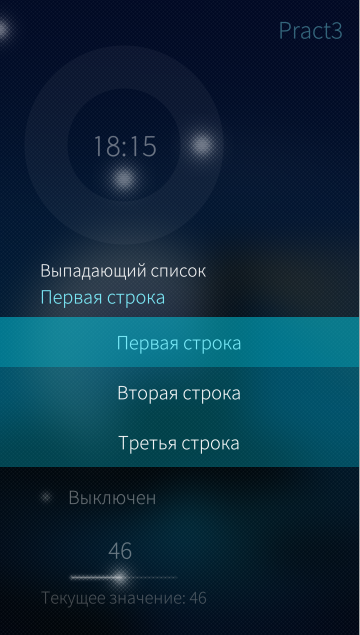 Pract3
18:15
Выпадающий список
Первая строка
Первая строка
Вторая строка
Третья строка
Выключен
46
Текущее значение: 46